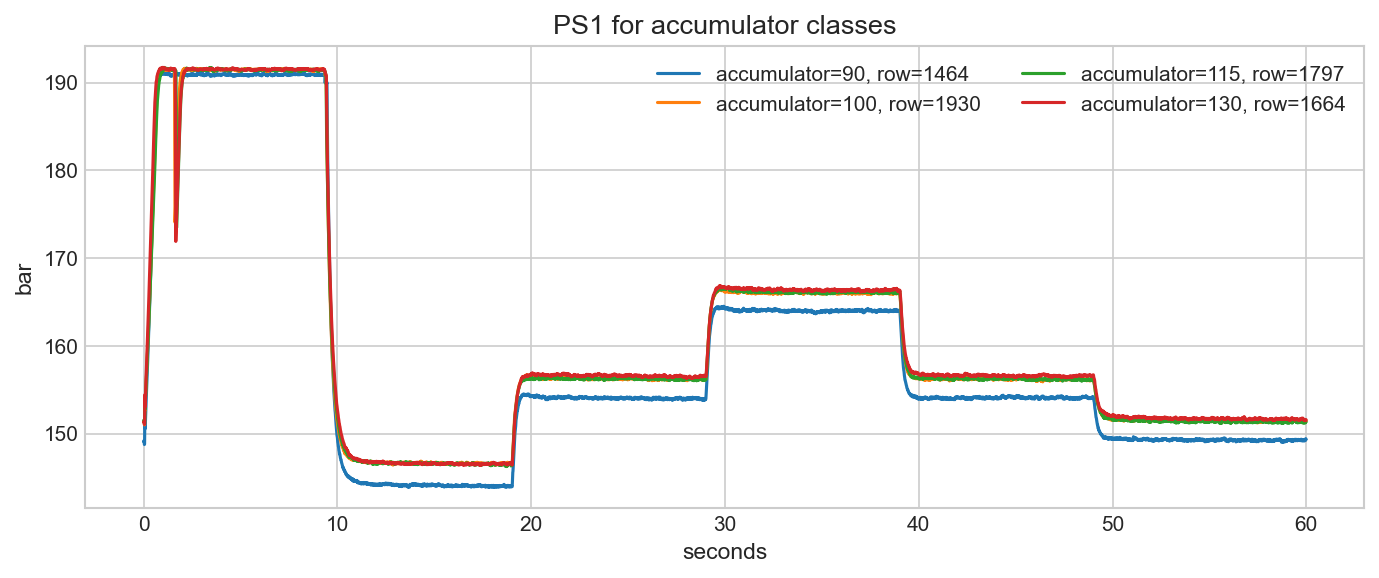 PS1 for accumulator classes
bar
190
180
170
160
150
accumulator=90, row=1464
accumulator=100, row=1930
accumulator=115, row=1797
accumulator=130, row=1664
0 10 20 30 40 50 60
seconds